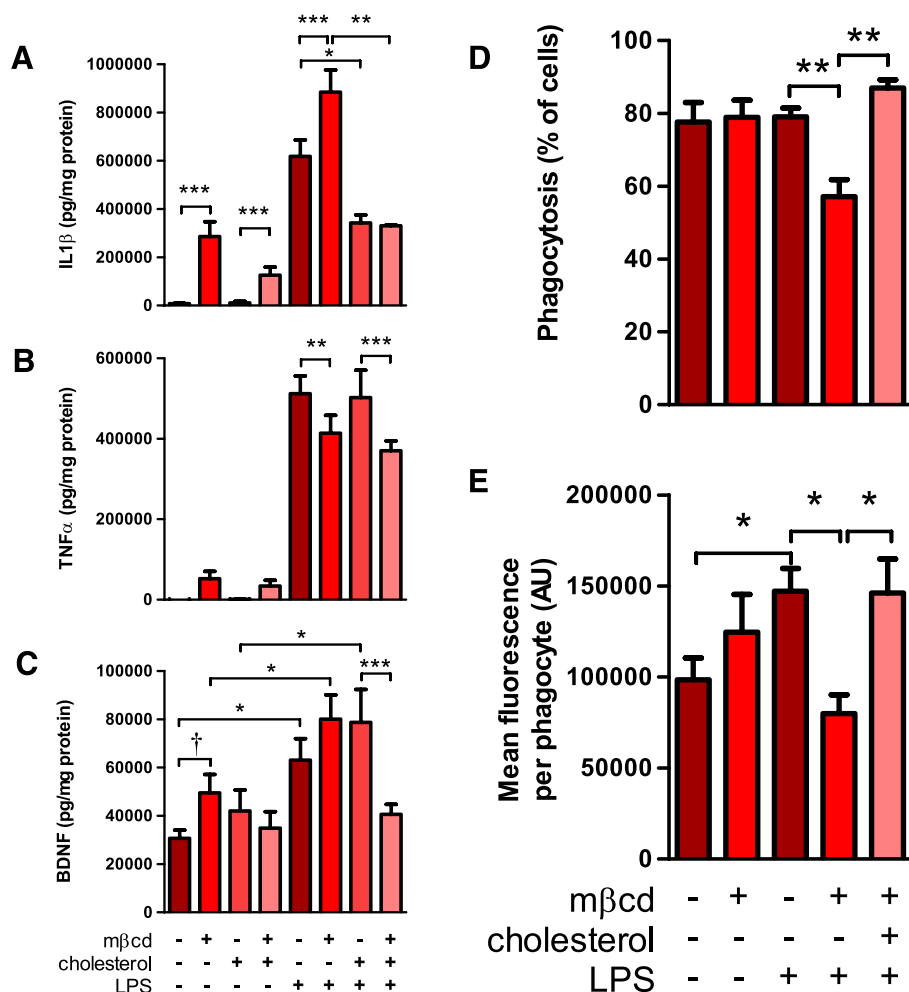 A
IL1β (pg/mg protein)
1000000
800000
600000
400000
200000
0
***
***
***
**
*
B
TNFα (pg/mg protein)
600000
400000
200000
0
**
***
C
BDNF (pg/mg protein)
100000
80000
60000
40000
20000
0
†
*
*
*
***
mβcd - + - + - + - +
cholesterol - - + + - - + +
LPS - - - - + + + +
D
Phagocytosis (% of cells)
100
80
60
40
20
0
**
**
E
Mean fluorescence
per phagocyte (AU)
200000
150000
100000
50000
0
*
*
*
mβcd - + - + +
cholesterol - - - - +
LPS - - + + +